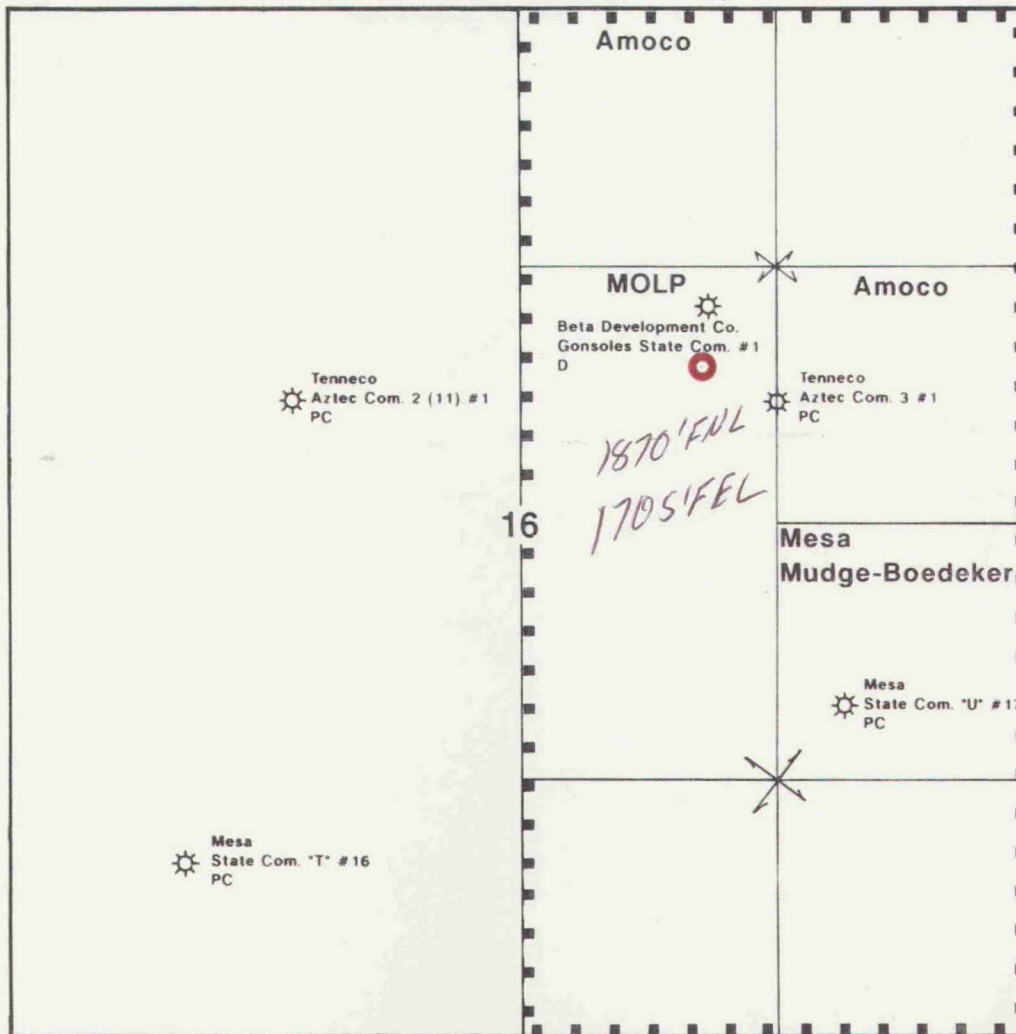 Amoco
MOLP
Amoco
Beta Development Co.
Gonsoles State Com. #1
D
Tenneco
Aztec Com. 2 (11) #1
PC
Tenneco
Aztec Com. 3 #1
PC
1870'FNL
1705'FEL
16
Mesa
Mudge-Boedeker
Mesa
State Com. "U" #17
PC
Mesa
State Com. "T" #16
PC